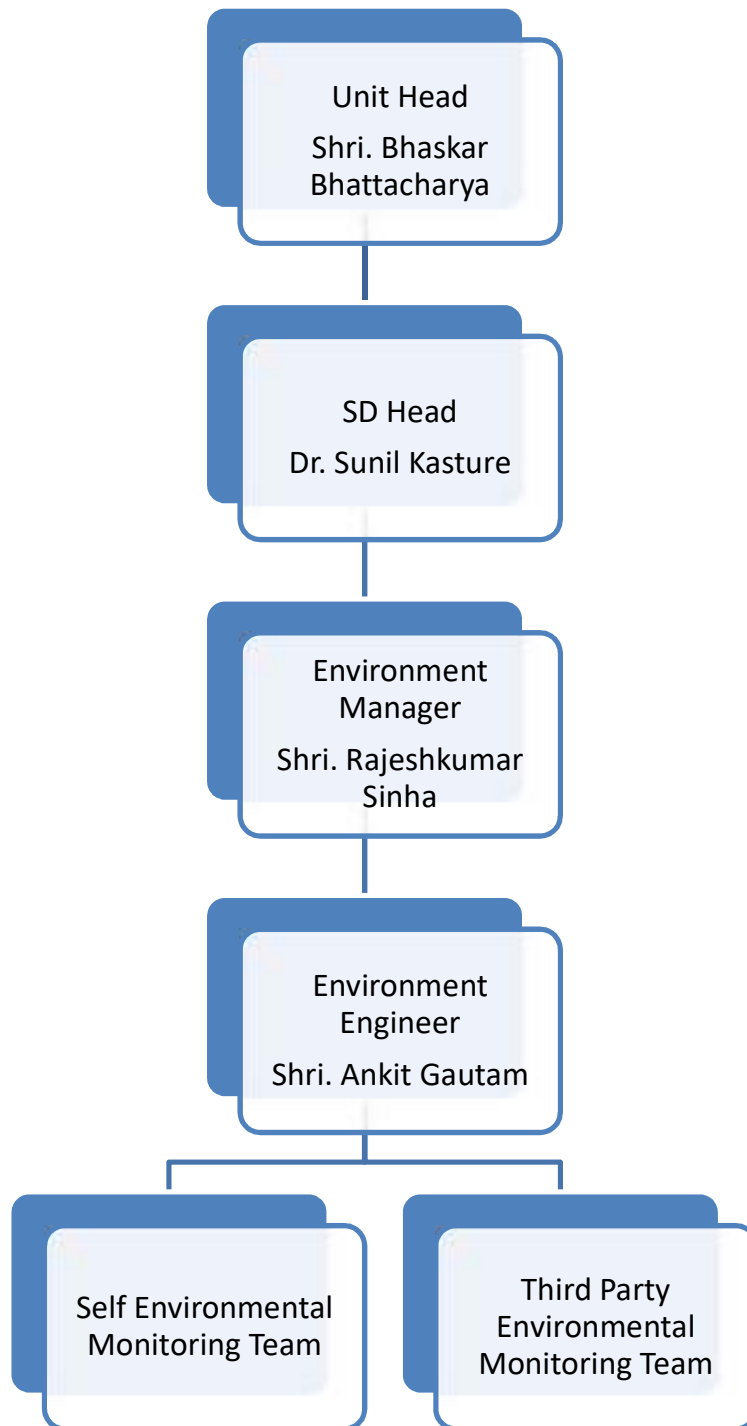 Unit Head
Shri. Bhaskar
Bhattacharya
SD Head
Dr. Sunil Kasture
Environment
Manager
Shri. Rajeshkumar
Sinha
Environment
Engineer
Shri. Ankit Gautam
Self Environmental
Monitoring Team
Third Party
Environmental
Monitoring Team